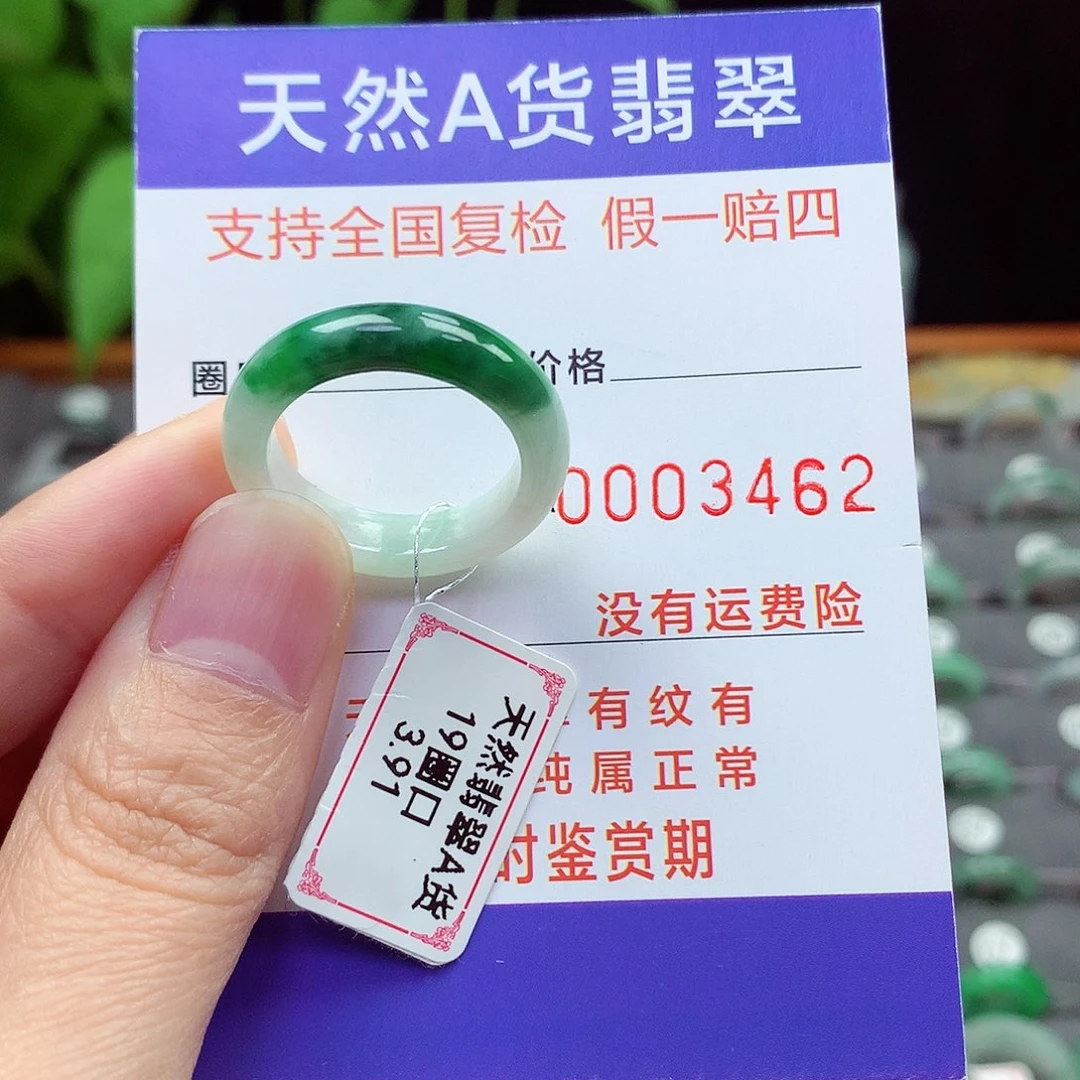 天然A货翡翠
支持全国复检 假一赔四
圈 价格
0003462
没有运费险
有纹有
纯属正常
时鉴赏期
天然翡翠A货
19圈口
3.91